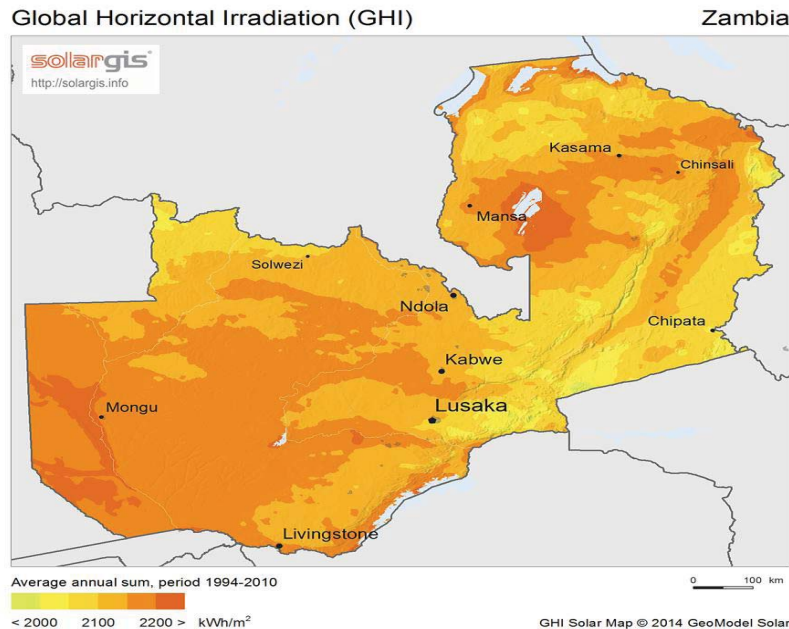 Global Horizontal Irradiation (GHI)
Zambia
solargis
http://solargis.info
Kasama
Chinsali
Mansa
Solwezi
Ndola
Chipata
Kabwe
Mongu
Lusaka
Livingstone
Average annual sum, period 1994-2010
0 100 km
< 2000 2100 2200 > kWh/m²
GHI Solar Map © 2014 GeoModel Solar